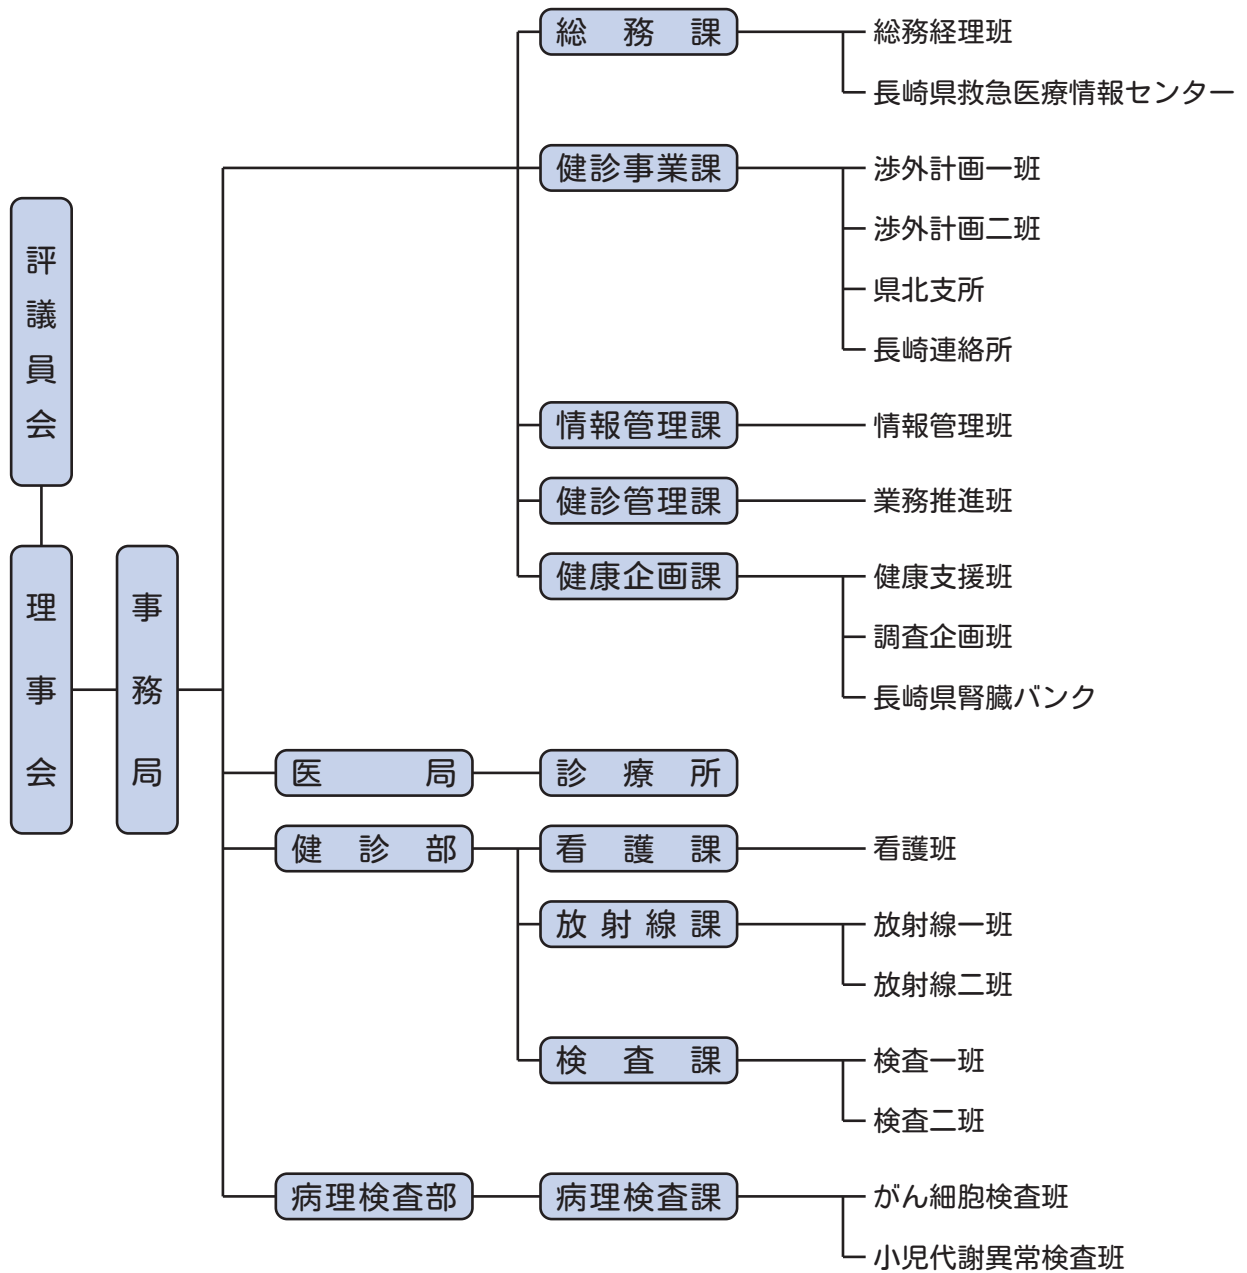 評議員会
理事会
事務局
総務課
総務経理班
長崎県救急医療情報センター
健診事業課
渉外計画一班
渉外計画二班
県北支所
長崎連絡所
情報管理課
情報管理班
健診管理課
業務推進班
健康企画課
健康支援班
調査企画班
長崎県腎臓バンク
医局
診療所
健診部
看護課
看護班
放射線課
放射線一班
放射線二班
検査課
検査一班
検査二班
病理検査部
病理検査課
がん細胞検査班
小児代謝異常検査班